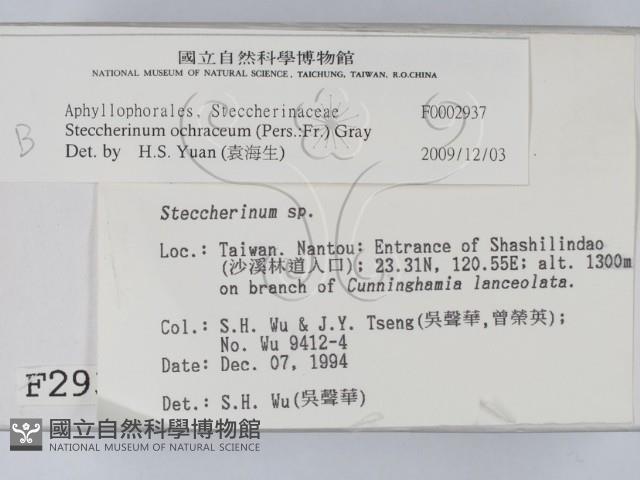 國立自然科學博物館
NATIONAL MUSEUM OF NATURAL SCIENCE, TAICHUNG, TAIWAN, R.O.CHINA
Aphyllophorales, Steccherinaceae F0002937
Steccherinum ochraceum (Pers.:Fr.) Gray
Det. by H.S. Yuan (袁海生) 2009/12/03
B
Steccherinum sp.
Loc.: Taiwan. Nantou: Entrance of Shashilindao
(沙溪林道入口); 23.31N, 120.55E; alt. 1300m
on branch of Cunninghamia lanceolata.
Col.: S.H. Wu & J.Y. Tseng(吳聲華,曾榮英);
No. Wu 9412-4
Date: Dec. 07, 1994
Det.: S.H. Wu(吳聲華)
F29
國立自然科學博物館
NATIONAL MUSEUM OF NATURAL SCIENCE